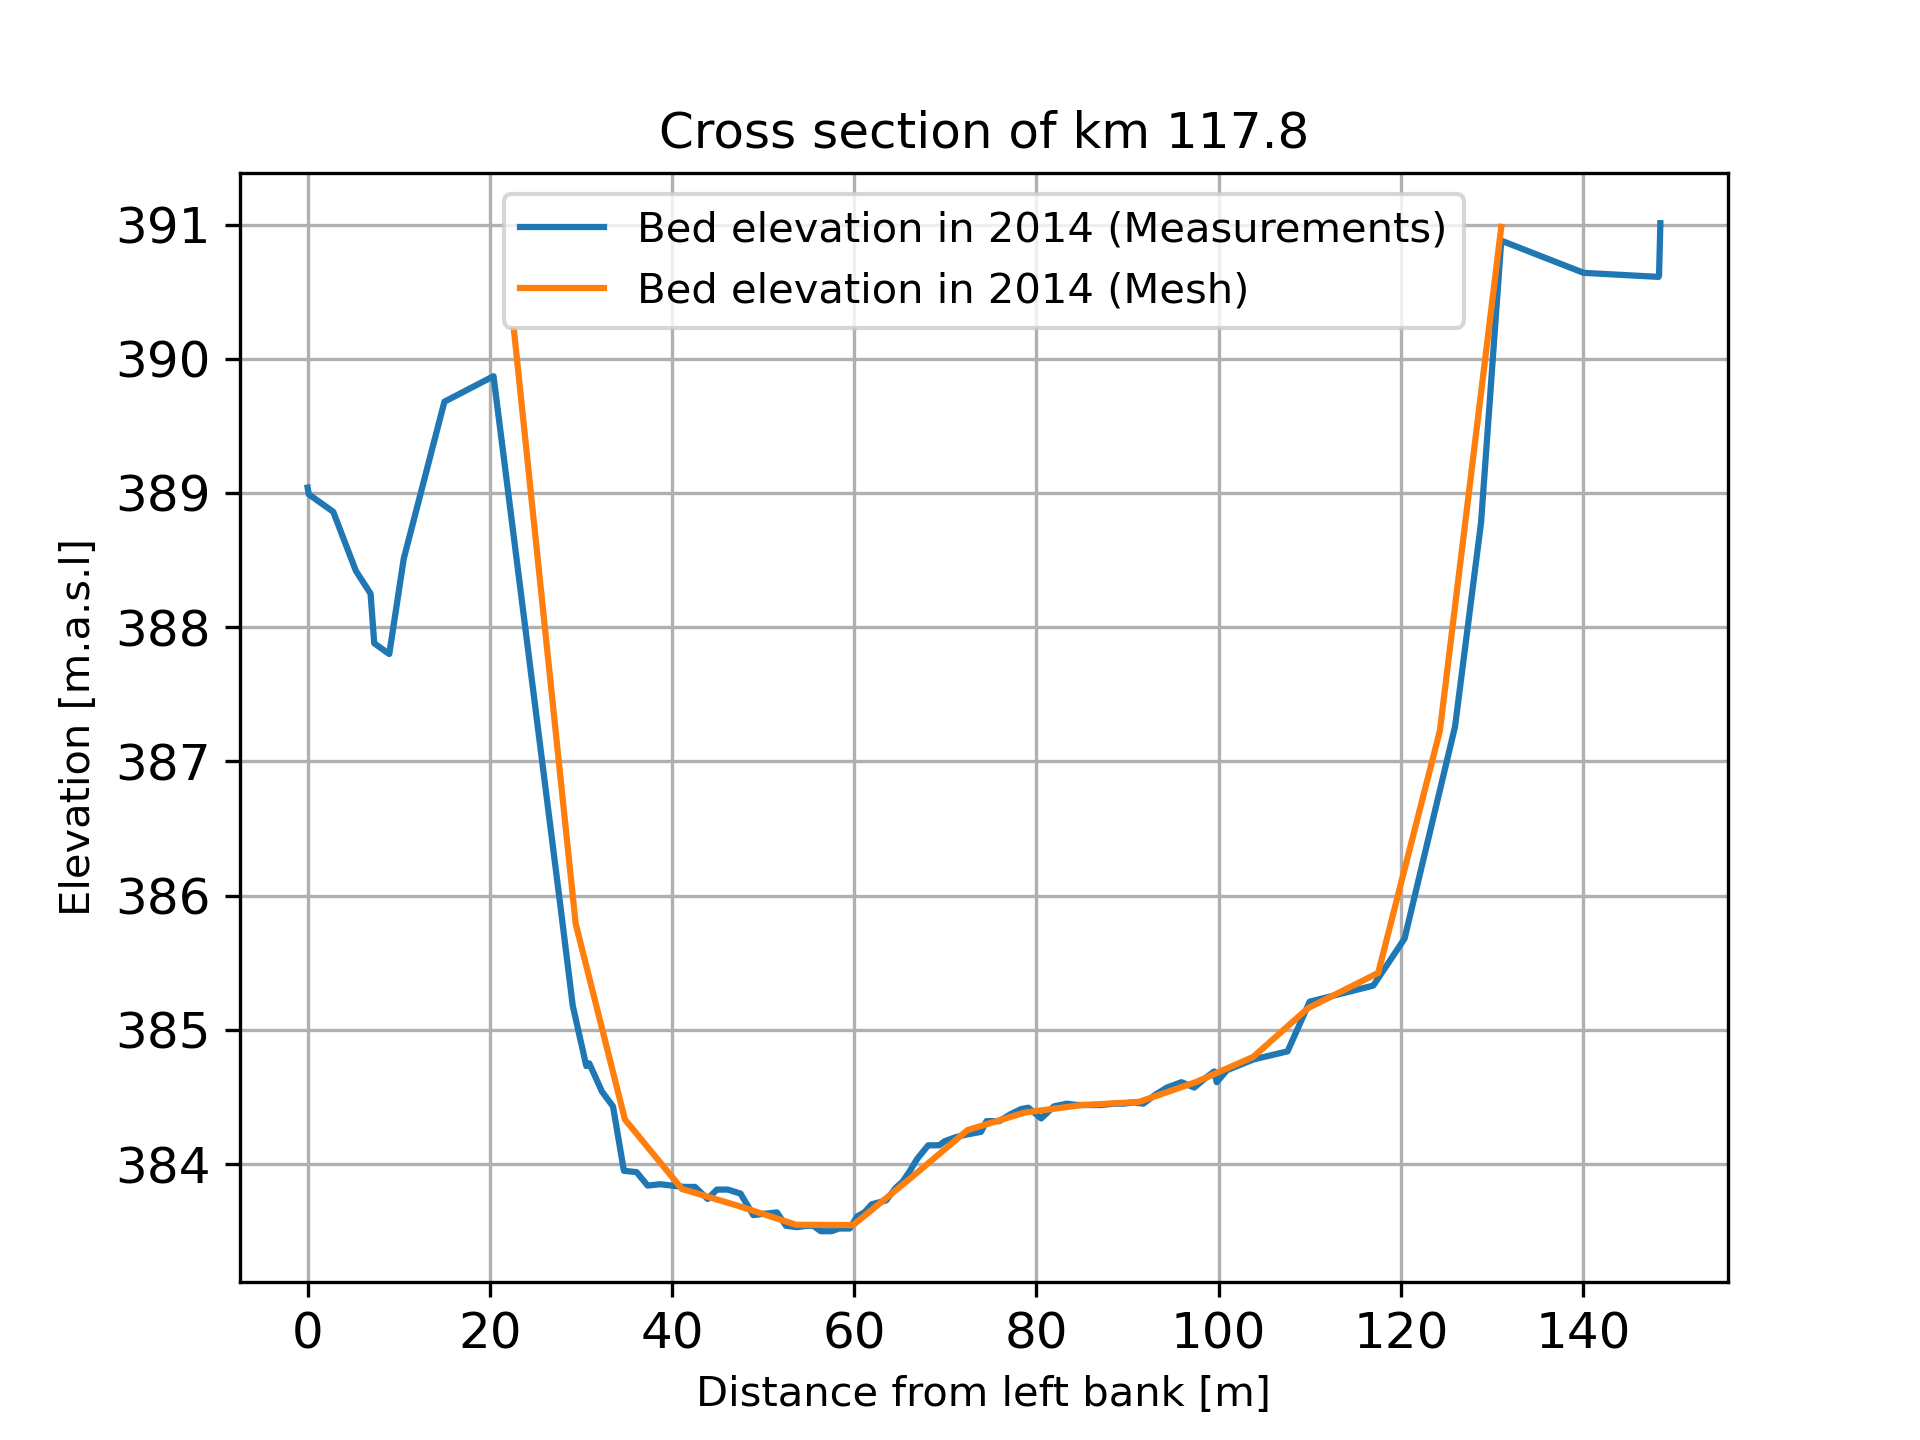 Cross section of km 117.8
Bed elevation in 2014 (Measurements)
Bed elevation in 2014 (Mesh)
Elevation [m.a.s.l]
391
390
389
388
387
386
385
384
0 20 40 60 80 100 120 140
Distance from left bank [m]